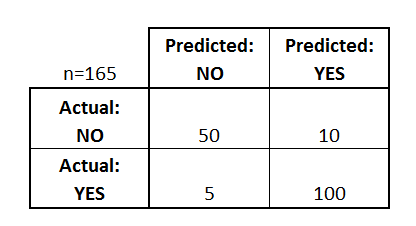 Predicted: Predicted:
n=165 NO YES
Actual:
NO 50 10
Actual:
YES 5 100